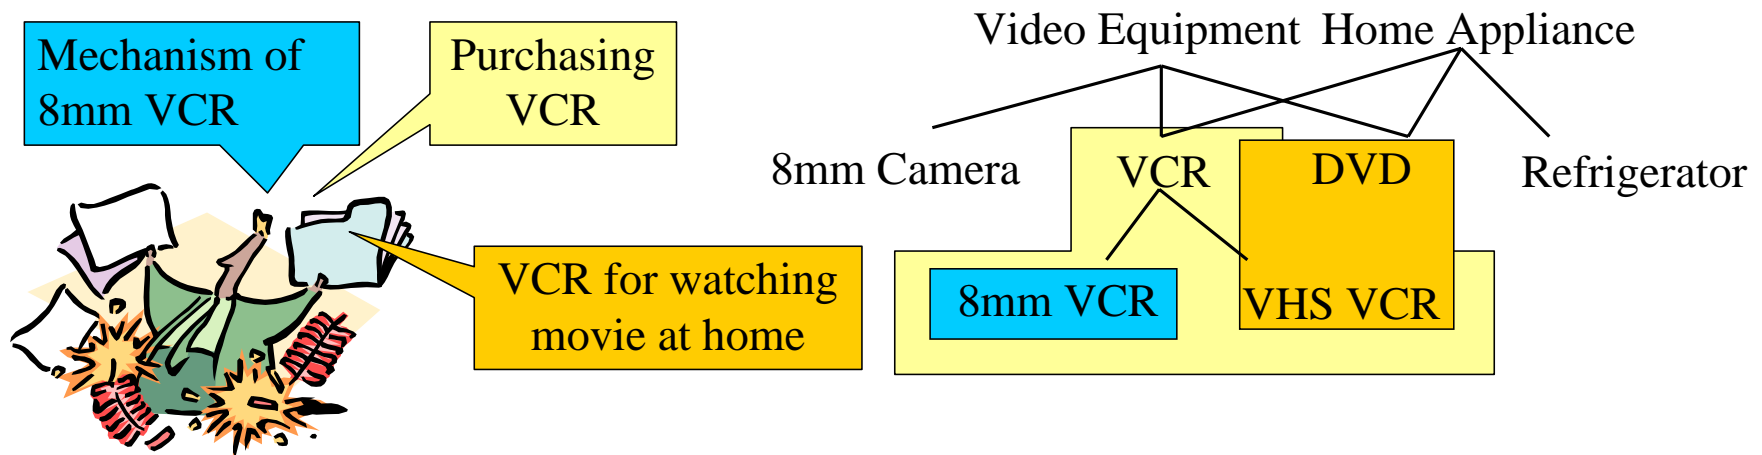 Mechanism of
8mm VCR
Purchasing
VCR
VCR for watching
movie at home
Video Equipment
Home Appliance
8mm Camera
VCR
DVD
Refrigerator
8mm VCR
VHS VCR